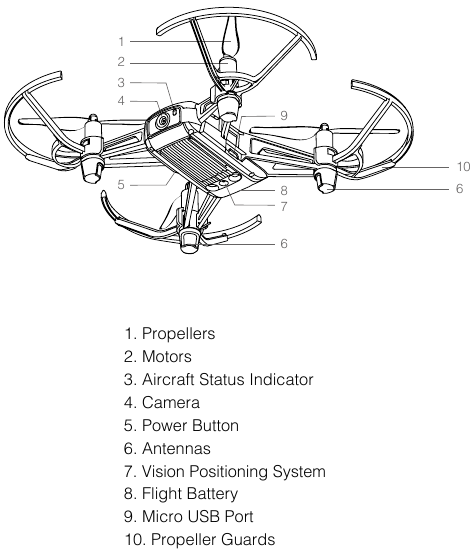 1
2
3
4
9
10
5
8
6
7
6
1. Propellers
2. Motors
3. Aircraft Status Indicator
4. Camera
5. Power Button
6. Antennas
7. Vision Positioning System
8. Flight Battery
9. Micro USB Port
10. Propeller Guards